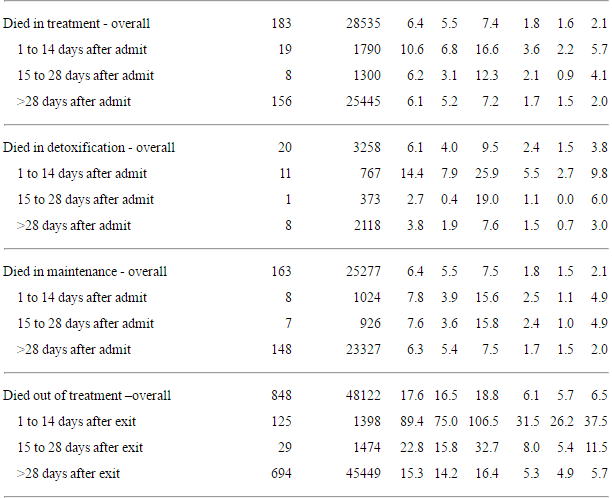 Died in treatment - overall 183 28535 6.4 5.5 7.4 1.8 1.6 2.1
1 to 14 days after admit 19 1790 10.6 6.8 16.6 3.6 2.2 5.7
15 to 28 days after admit 8 1300 6.2 3.1 12.3 2.1 0.9 4.1
>28 days after admit 156 25445 6.1 5.2 7.2 1.7 1.5 2.0
Died in detoxification - overall 20 3258 6.1 4.0 9.5 2.4 1.5 3.8
1 to 14 days after admit 11 767 14.4 7.9 25.9 5.5 2.7 9.8
15 to 28 days after admit 1 373 2.7 0.4 19.0 1.1 0.0 6.0
>28 days after admit 8 2118 3.8 1.9 7.6 1.5 0.7 3.0
Died in maintenance - overall 163 25277 6.4 5.5 7.5 1.8 1.5 2.1
1 to 14 days after admit 8 1024 7.8 3.9 15.6 2.5 1.1 4.9
15 to 28 days after admit 7 926 7.6 3.6 15.8 2.4 1.0 4.9
>28 days after admit 148 23327 6.3 5.4 7.5 1.7 1.5 2.0
Died out of treatment –overall 848 48122 17.6 16.5 18.8 6.1 5.7 6.5
1 to 14 days after exit 125 1398 89.4 75.0 106.5 31.5 26.2 37.5
15 to 28 days after exit 29 1474 22.8 15.8 32.7 8.0 5.4 11.5
>28 days after exit 694 45449 15.3 14.2 16.4 5.3 4.9 5.7